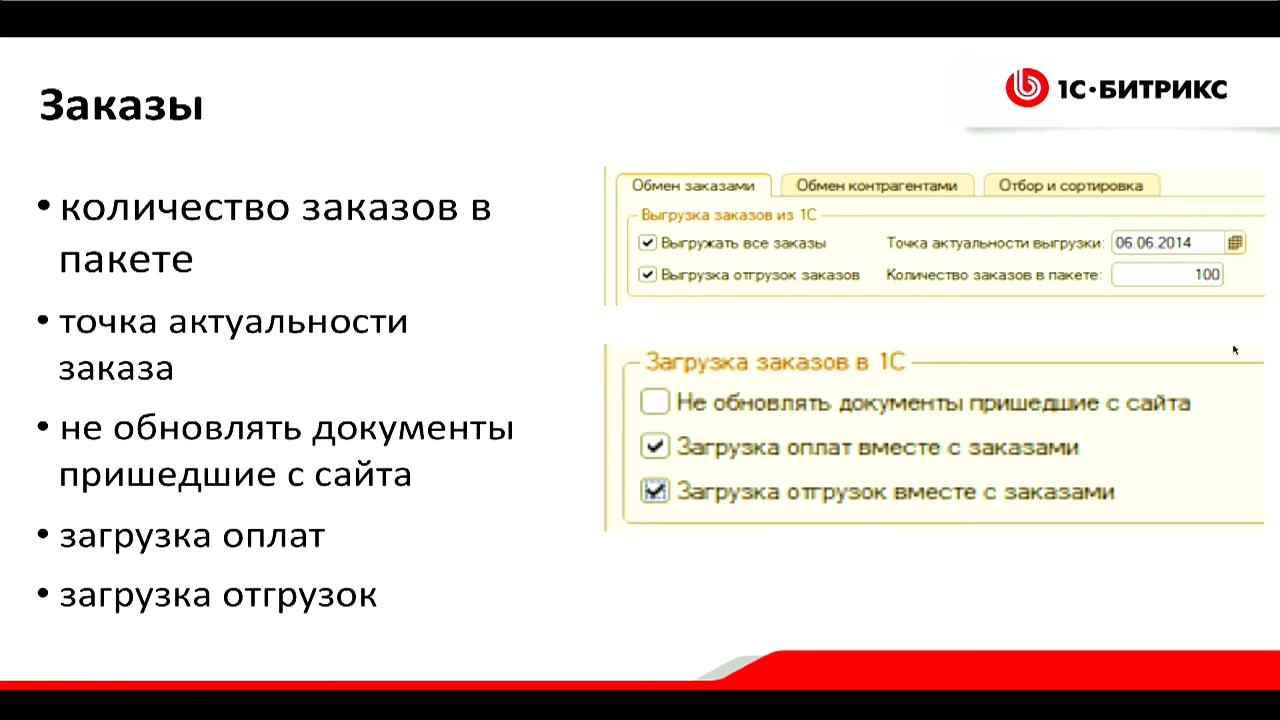 Заказы
1С·БИТРИКС
• количество заказов в
пакете
• точка актуальности
заказа
• не обновлять документы
пришедшие с сайта
• загрузка оплат
• загрузка отгрузок
Обмен заказами
Обмен контрагентами
Отбор и сортировка
Выгрузка заказов из 1С
Выгружать все заказы
Точка актуальности выгрузки: 06.06.2014
Выгрузка отгрузок заказов
Количество заказов в пакете: 100
Загрузка заказов в 1С
Не обновлять документы пришедшие с сайта
Загрузка оплат вместе с заказами
Загрузка отгрузок вместе с заказами